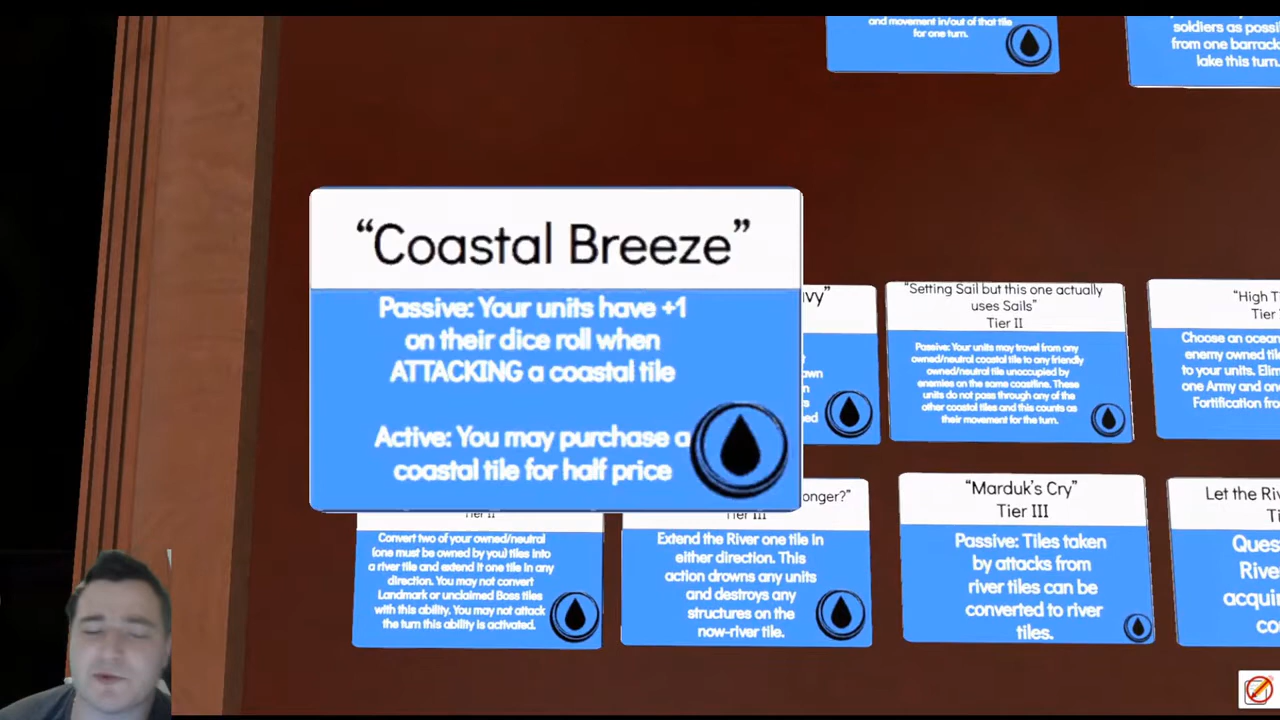 and movement in/out of that tile
for one turn.
soldiers as possi
from one barrack
lake this turn.
“Coastal Breeze”
Passive: Your units have +1
on their dice roll when
ATTACKING a coastal tile
Active: You may purchase a
coastal tile for half price
“Setting Sail but this one actually
uses Sails”
Tier II
Passive: Your units may travel from any
owned/neutral coastal tile to any friendly
owned/neutral tile unoccupied by
enemies on the same coastline. These
units do not pass through any of the
other coastal tiles and this counts as
their movement for the turn.
“High T
Tier
Choose an ocean
enemy owned til
to your units. Elim
one Army and on
Fortification fro
Tier II
Convert two of your owned/neutral
(one must be owned by you) tiles into
a river tile and extend it one tile in any
direction. You may not convert
Landmark or unclaimed Boss tiles
with this ability. You may not attack
the turn this ability is activated.
onger?”
Tier III
Extend the River one tile in
either direction. This
action drowns any units
and destroys any
structures on the
now-river tile.
“Marduk's Cry”
Tier III
Passive: Tiles taken
by attacks from
river tiles can be
converted to river
tiles.
Let the Riv
Ti
Ques
Rive
acquir
co